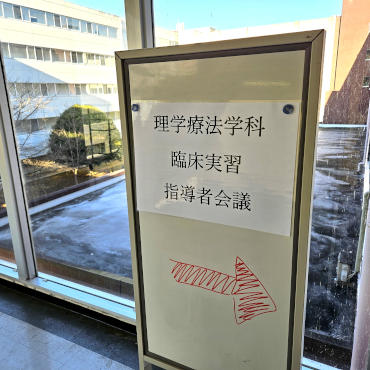 理学療法学科
臨床実習
指導者会議